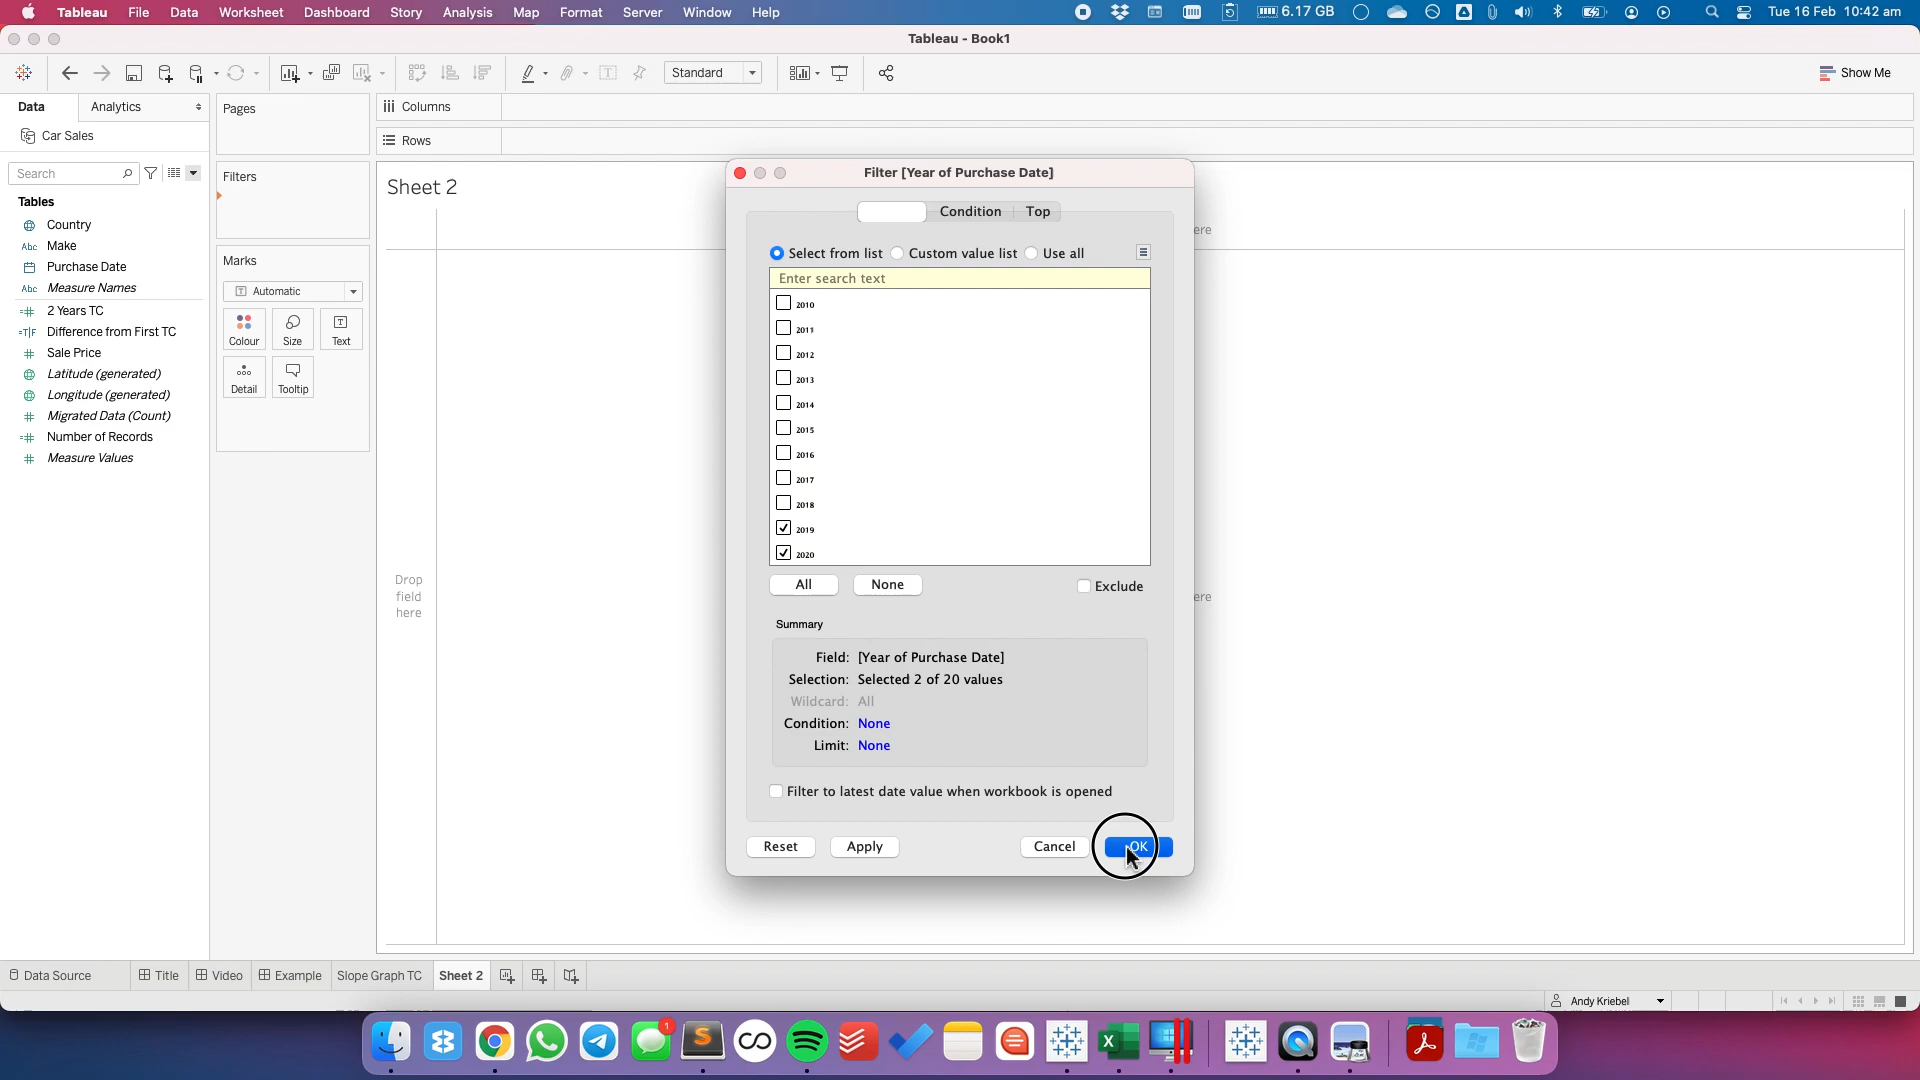 Tableau File Data Worksheet Dashboard Story Analysis Map Format Server Window Help 6.17 GB Tue 16 Feb 10:42 am
Tableau - Book1
Standard Show Me
Data Analytics Pages Columns
Car Sales
Rows
Search
Filters
Sheet 2
Tables
Country
Abc Make
Purchase Date
Abc Measure Names
2 Years TC
=T|F Difference from First TC
Sale Price
Latitude (generated)
Longitude (generated)
Migrated Data (Count)
Number of Records
Measure Values
Marks
Automatic
Colour Size Text
Detail Tooltip
Drop
field
here
ere
ere
Filter [Year of Purchase Date]
Condition Top
Select from list Custom value list Use all
Enter search text
2010
2011
2012
2013
2014
2015
2016
2017
2018
2019
2020
All None Exclude
Summary
Field: [Year of Purchase Date]
Selection: Selected 2 of 20 values
Wildcard: All
Condition: None
Limit: None
Filter to latest date value when workbook is opened
Reset Apply Cancel OK
Data Source Title Video Example Slope Graph TC Sheet 2
Andy Kriebel
1